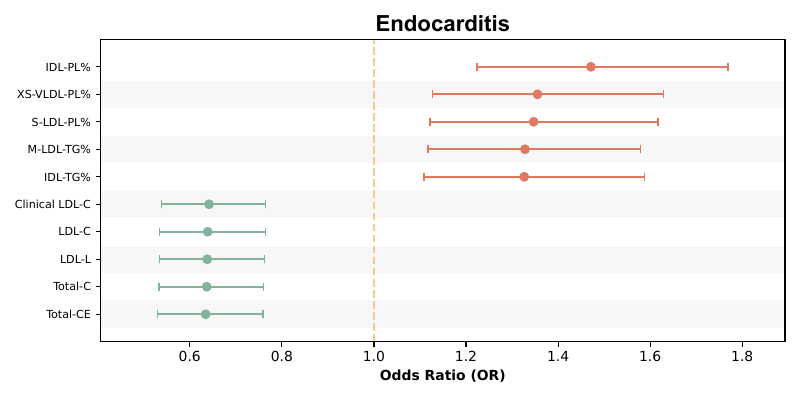 Endocarditis
IDL-PL%
XS-VLDL-PL%
S-LDL-PL%
M-LDL-TG%
IDL-TG%
Clinical LDL-C
LDL-C
LDL-L
Total-C
Total-CE
0.6 0.8 1.0 1.2 1.4 1.6 1.8
Odds Ratio (OR)